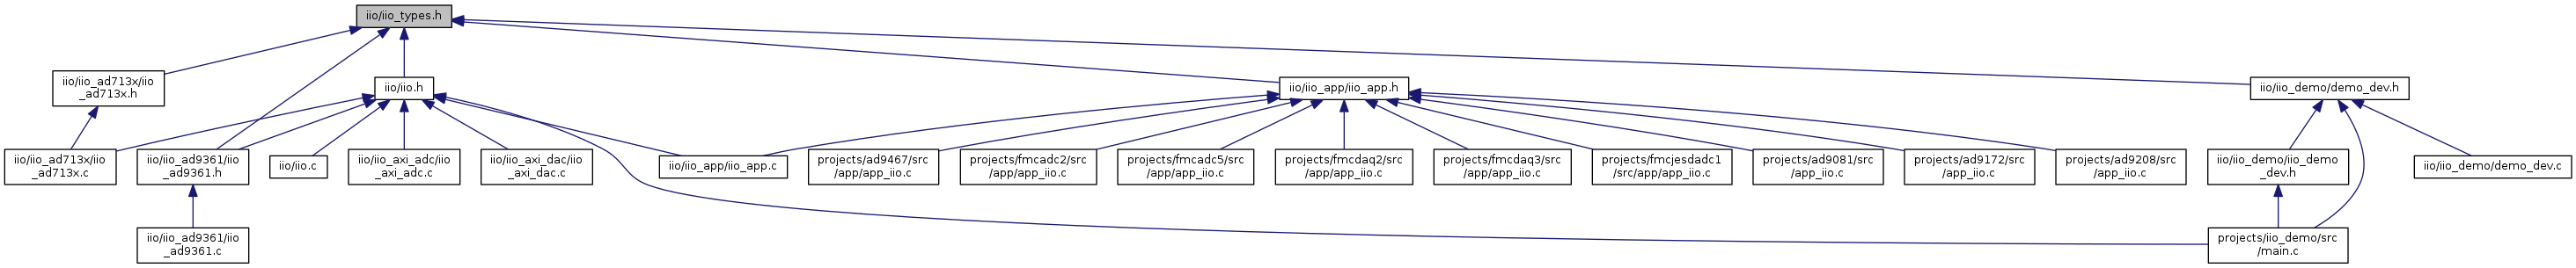 iio/iio_types.h
iio/iio_ad713x/iio
_ad713x.h
iio/iio.h
iio/iio_app/iio_app.h
iio/iio_demo/demo_dev.h
iio/iio_ad713x/iio
_ad713x.c
iio/iio_ad9361/iio
_ad9361.h
iio/iio.c
iio/iio_axi_adc/iio
_axi_adc.c
iio/iio_axi_dac/iio
_axi_dac.c
iio/iio_app/iio_app.c
projects/ad9467/src
/app/app_iio.c
projects/fmcadc2/src
/app/app_iio.c
projects/fmcadc5/src
/app/app_iio.c
projects/fmcdaq2/src
/app/app_iio.c
projects/fmcdaq3/src
/app/app_iio.c
projects/fmcjesdadc1
/src/app/app_iio.c
projects/ad9081/src
/app_iio.c
projects/ad9172/src
/app_iio.c
projects/ad9208/src
/app_iio.c
iio/iio_demo/iio_demo
_dev.h
iio/iio_demo/demo_dev.c
iio/iio_ad9361/iio
_ad9361.c
projects/iio_demo/src
/main.c